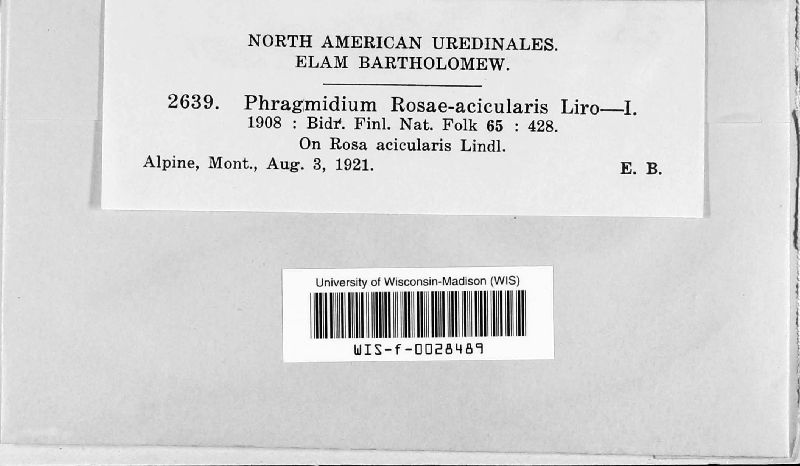 NORTH AMERICAN UREDINALES.
ELAM BARTHOLOMEW.
2639. Phragmidium Rosae-acicularis Liro—I.
1908 : Bidr. Finl. Nat. Folk 65 : 428.
On Rosa acicularis Lindl.
Alpine, Mont., Aug. 3, 1921. E. B.
University of Wisconsin-Madison (WIS)
WIS-f-0028489